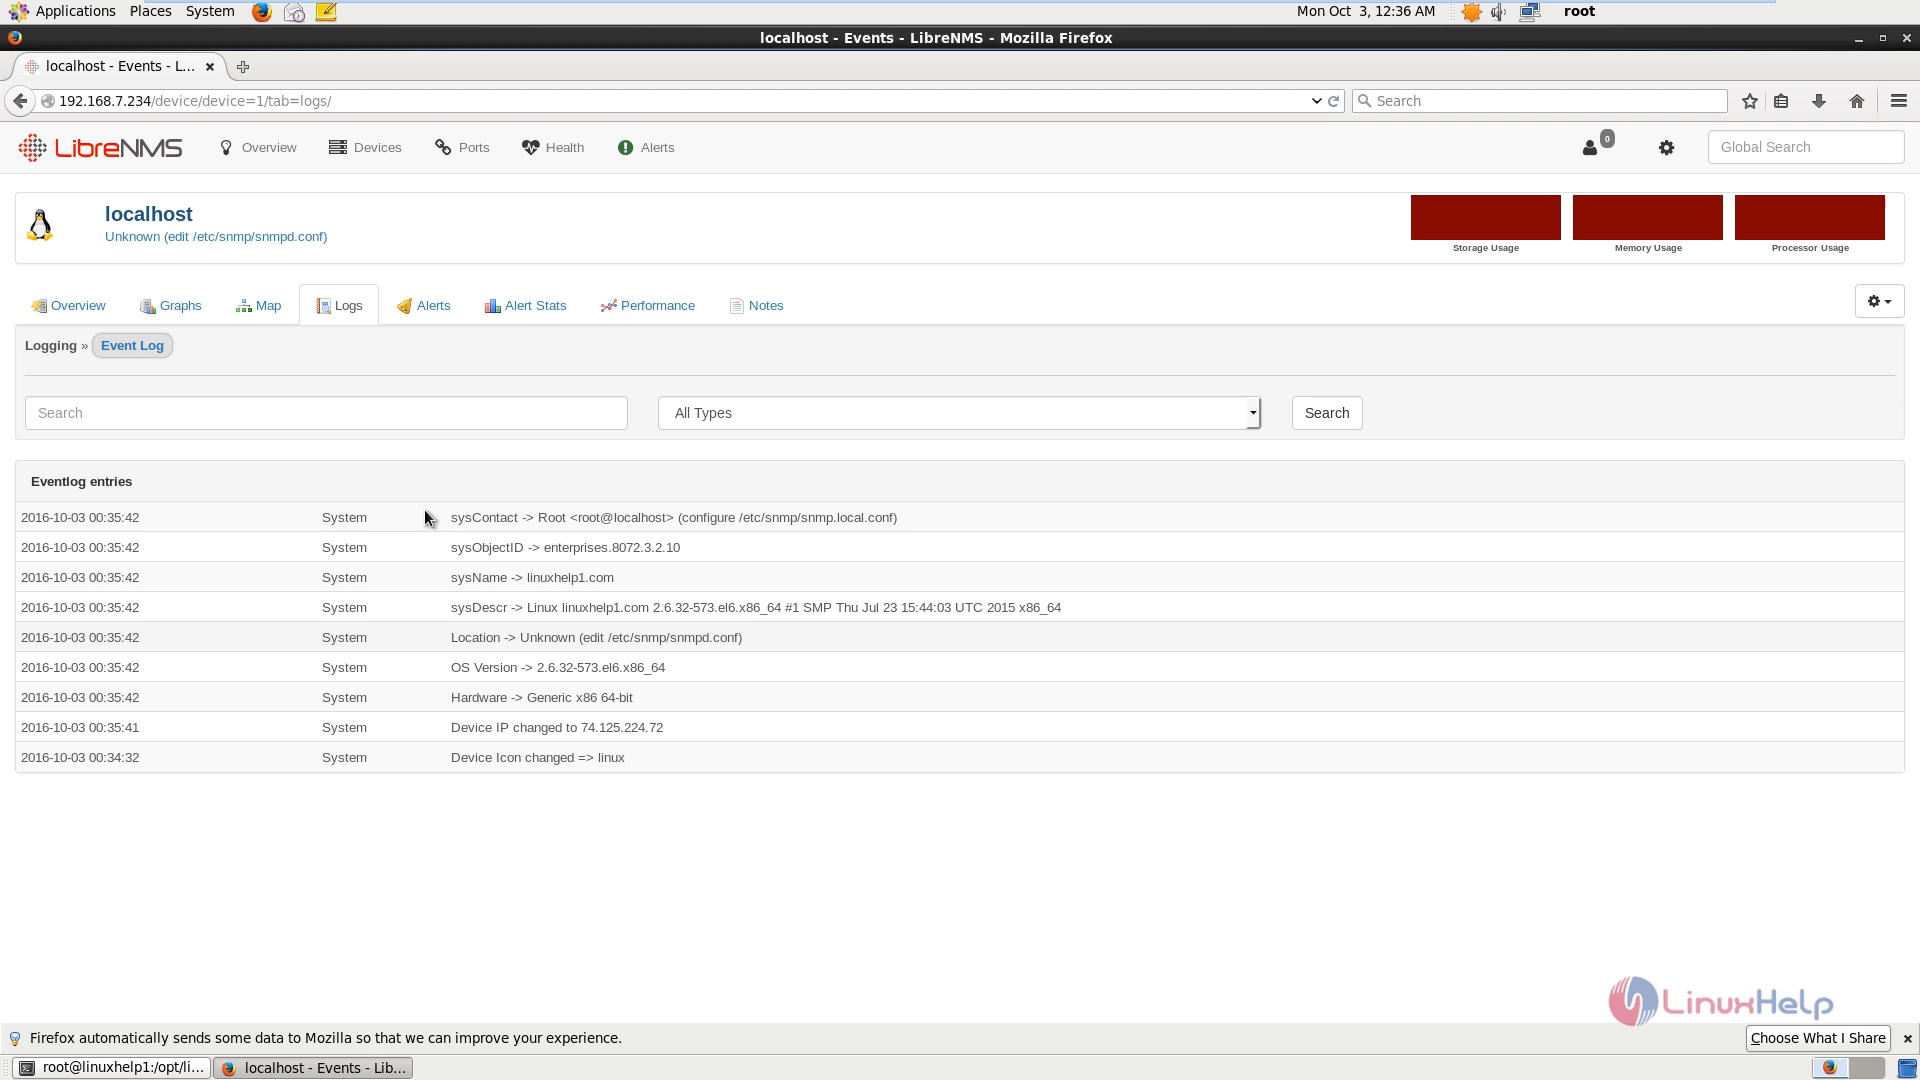 Applications Places System Mon Oct 3, 12:36 AM root
localhost - Events - LibreNMS - Mozilla Firefox
localhost - Events - L...
192.168.7.234/device/device=1/tab=logs/ Search
LibreNMS Overview Devices Ports Health Alerts 0 Global Search
localhost
Unknown (edit /etc/snmp/snmpd.conf)
Storage Usage Memory Usage Processor Usage
Overview Graphs Map Logs Alerts Alert Stats Performance Notes
Logging » Event Log
Search All Types Search
Eventlog entries
2016-10-03 00:35:42 System sysContact -> Root <root@localhost> (configure /etc/snmp/snmp.local.conf)
2016-10-03 00:35:42 System sysObjectID -> enterprises.8072.3.2.10
2016-10-03 00:35:42 System sysName -> linuxhelp1.com
2016-10-03 00:35:42 System sysDescr -> Linux linuxhelp1.com 2.6.32-573.el6.x86_64 #1 SMP Thu Jul 23 15:44:03 UTC 2015 x86_64
2016-10-03 00:35:42 System Location -> Unknown (edit /etc/snmp/snmpd.conf)
2016-10-03 00:35:42 System OS Version -> 2.6.32-573.el6.x86_64
2016-10-03 00:35:42 System Hardware -> Generic x86 64-bit
2016-10-03 00:35:41 System Device IP changed to 74.125.224.72
2016-10-03 00:34:32 System Device Icon changed => linux
LinuxHelp
Firefox automatically sends some data to Mozilla so that we can improve your experience. Choose What I Share
root@linuxhelp1:/opt/li... localhost - Events - Lib...